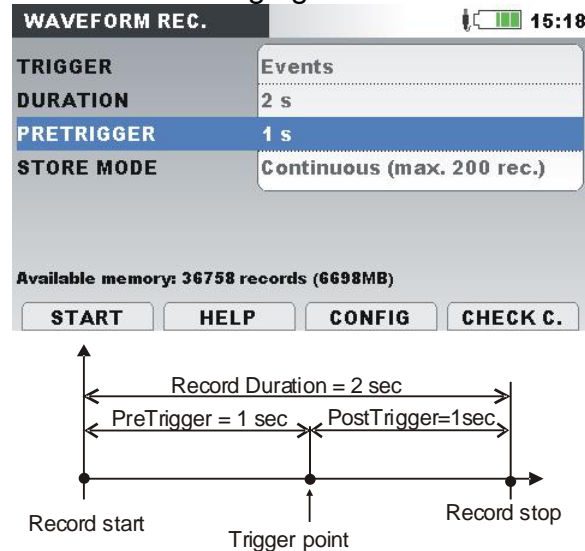 WAVEFORM REC. 15:18
TRIGGER Events
DURATION 2 s
PRETRIGGER 1 s
STORE MODE Continuous (max. 200 rec.)
Available memory: 36758 records (6698MB)
START HELP CONFIG CHECK C.
Record Duration = 2 sec
PreTrigger = 1 sec PostTrigger=1sec
Record start Record stop
Trigger point